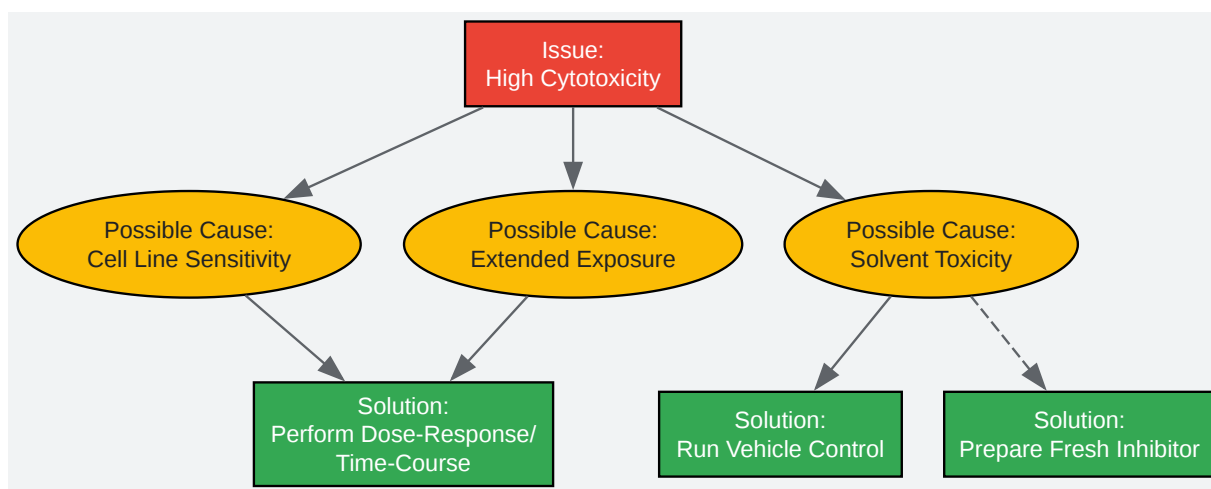 Issue:
High Cytotoxicity
Possible Cause:
Cell Line Sensitivity
Possible Cause:
Extended Exposure
Possible Cause:
Solvent Toxicity
Solution:
Perform Dose-Response/
Time-Course
Solution:
Run Vehicle Control
Solution:
Prepare Fresh Inhibitor